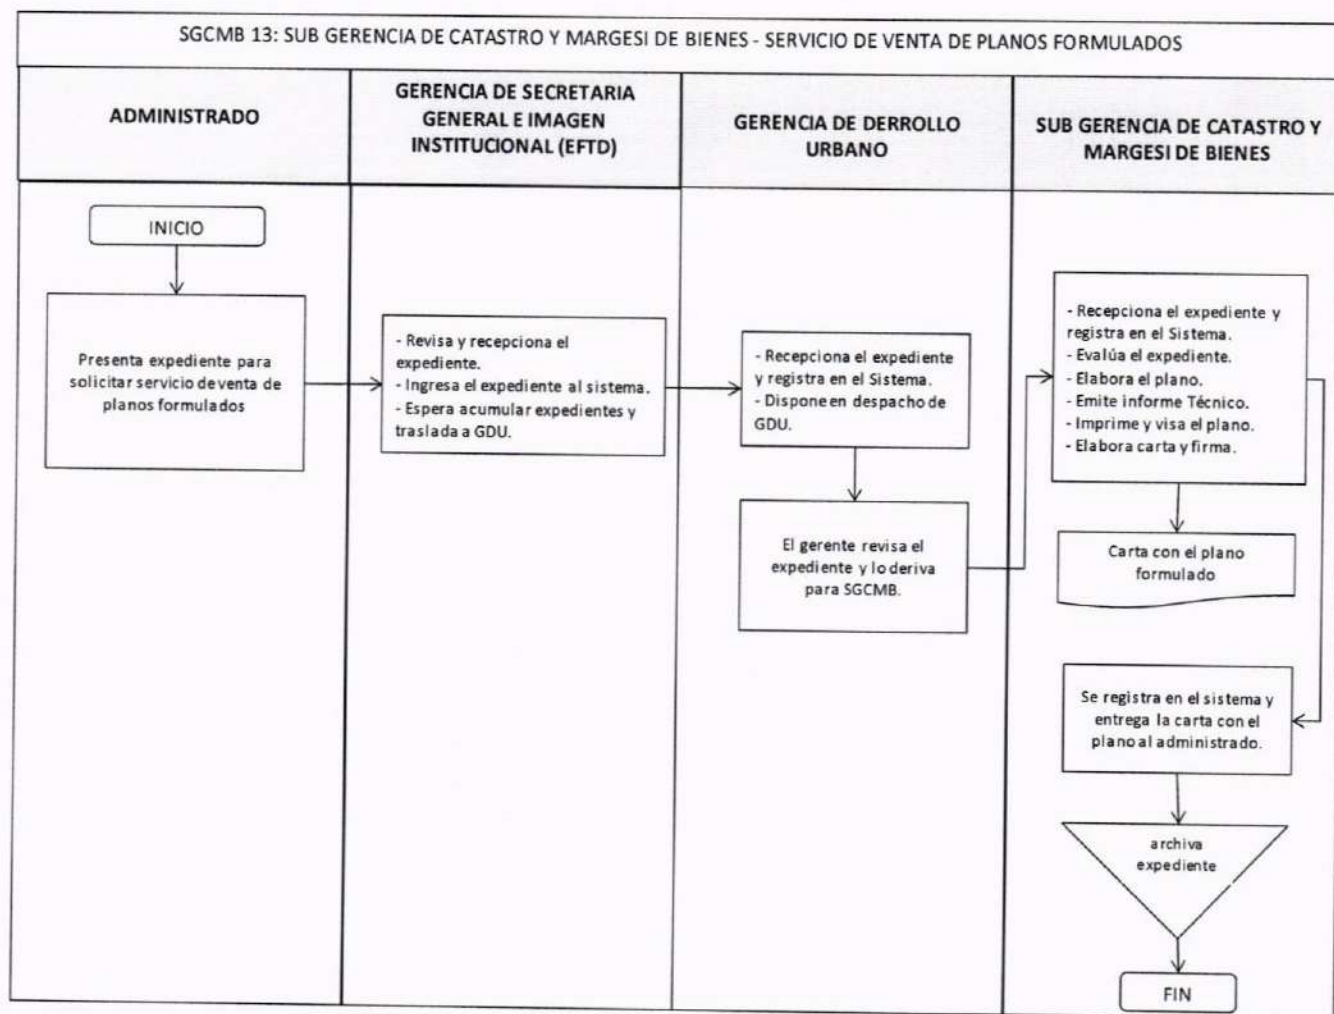 SGCMB 13: SUB GERENCIA DE CATASTRO Y MARGESI DE BIENES - SERVICIO DE VENTA DE PLANOS FORMULADOS
ADMINISTRADO
GERENCIA DE SECRETARIA
GENERAL E IMAGEN
INSTITUCIONAL (EFTD)
GERENCIA DE DERROLLO
URBANO
SUB GERENCIA DE CATASTRO Y
MARGESI DE BIENES
INICIO
Presenta expediente para
solicitar servicio de venta de
planos formulados
- Revisa y recepciona el
expediente.
- Ingresa el expediente al sistema.
- Espera acumular expedientes y
traslada a GDU.
- Recepciona el expediente
y registra en el Sistema.
- Dispone en despacho de
GDU.
El gerente revisa el
expediente y lo deriva
para SGCMB.
- Recepciona el expediente y
registra en el Sistema.
- Evalúa el expediente.
- Elabora el plano.
- Emite informe Técnico.
- Imprime y visa el plano.
- Elabora carta y firma.
Carta con el plano
formulado
Se registra en el sistema y
entrega la carta con el
plano al administrado.
archiva
expediente
FIN